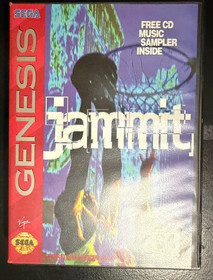 SEGA
FREE CD
MUSIC
SAMPLER
INSIDE
GENESIS
jammit
Virgin
SEGA